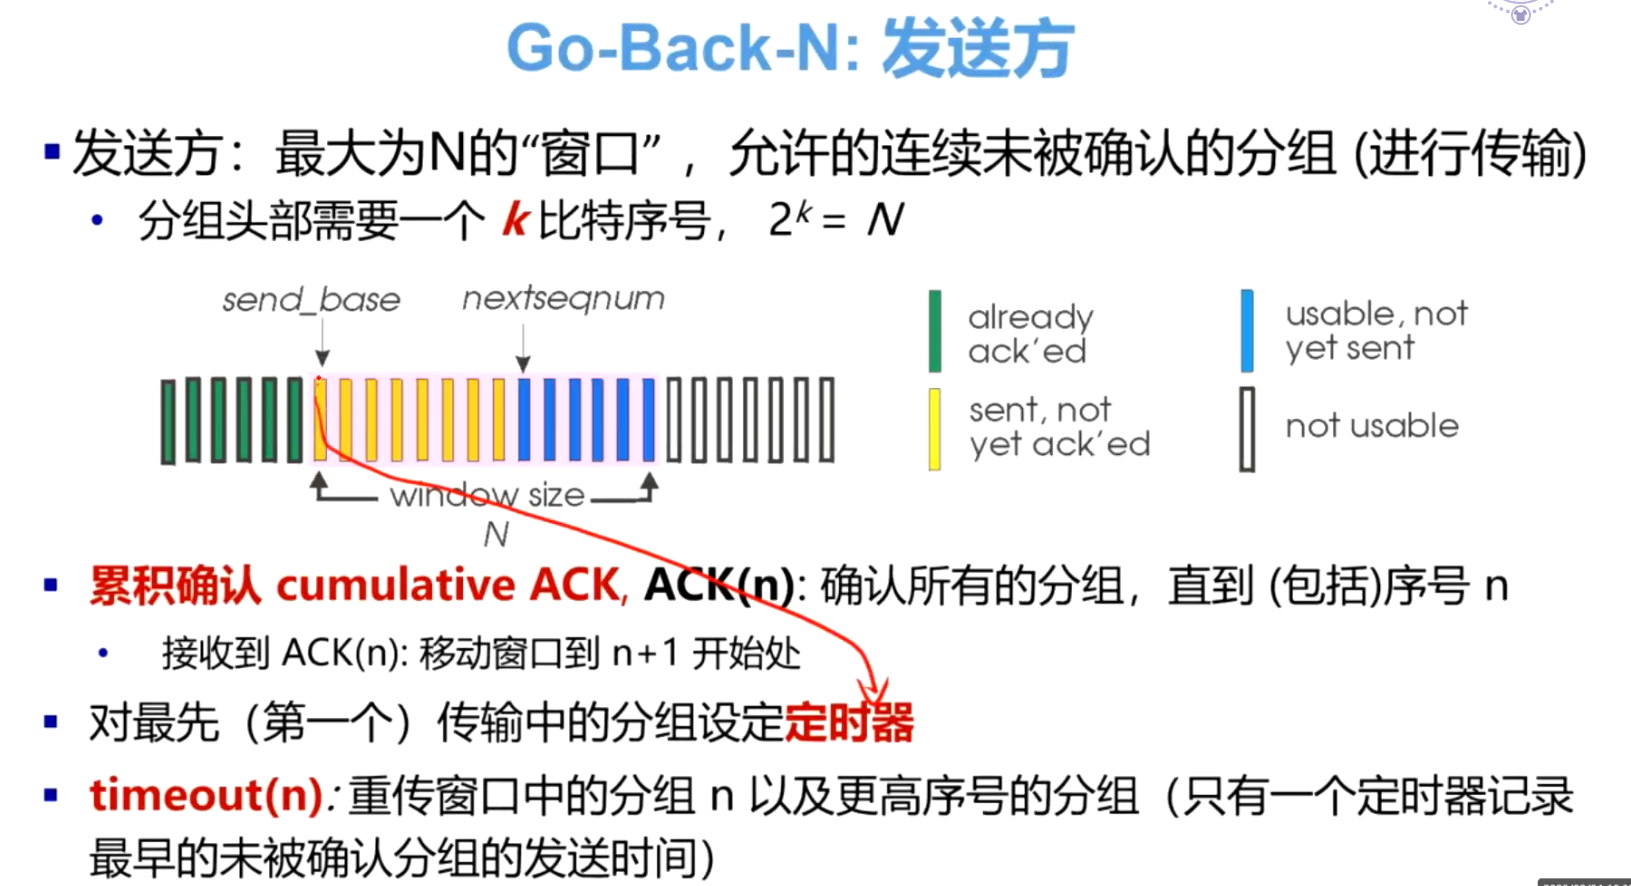 Go-Back-N: 发送方
发送方：最大为N的“窗口”，允许的连续未被确认的分组 (进行传输)
分组头部需要一个 k 比特序号， 2ᵏ = N
send_base nextseqnum
already
ack’ed
usable, not
yet sent
sent, not
yet ack’ed
not usable
window size
N
累积确认 cumulative ACK, ACK(n): 确认所有的分组，直到 (包括)序号 n
接收到 ACK(n): 移动窗口到 n+1 开始处
对最先（第一个）传输中的分组设定定时器
timeout(n): 重传窗口中的分组 n 以及更高序号的分组（只有一个定时器记录
最早的未被确认分组的发送时间）